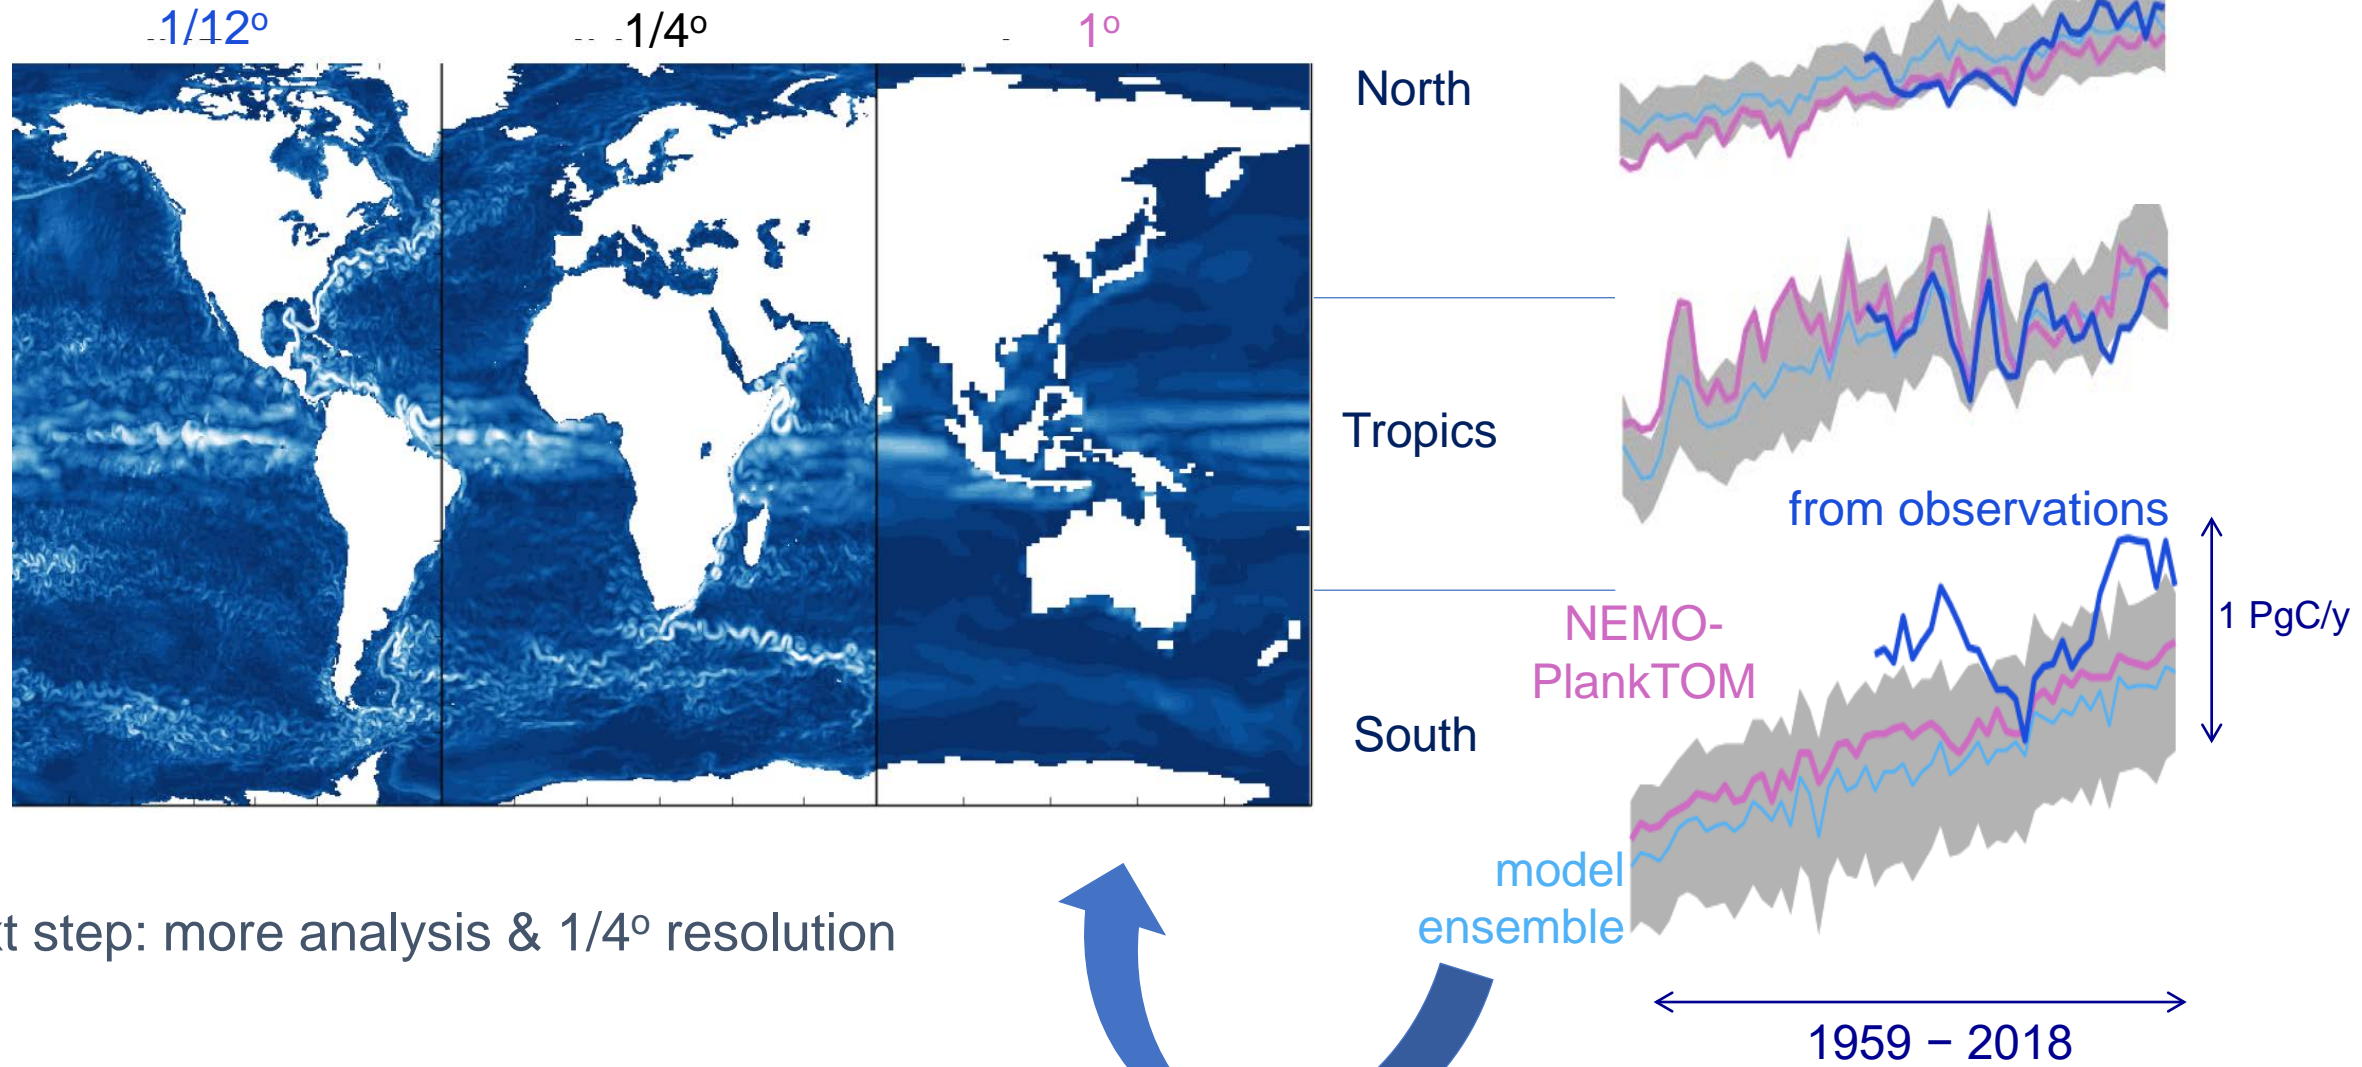 1/12º
1/4º
1º
North
Tropics
South
from observations
NEMO-
PlankTOM
1 PgC/y
model
ensemble
step: more analysis & 1/4º resolution
1959 – 2018